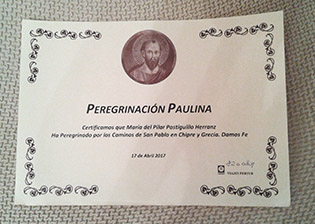 PEREGRINACIÓN PAULINA
Certificamos que María del Pilar Postiguillo Herranz
Ha Peregrinado por los Caminos de San Pablo en Chipre y Grecia. Damos Fe
17 de Abril 2017